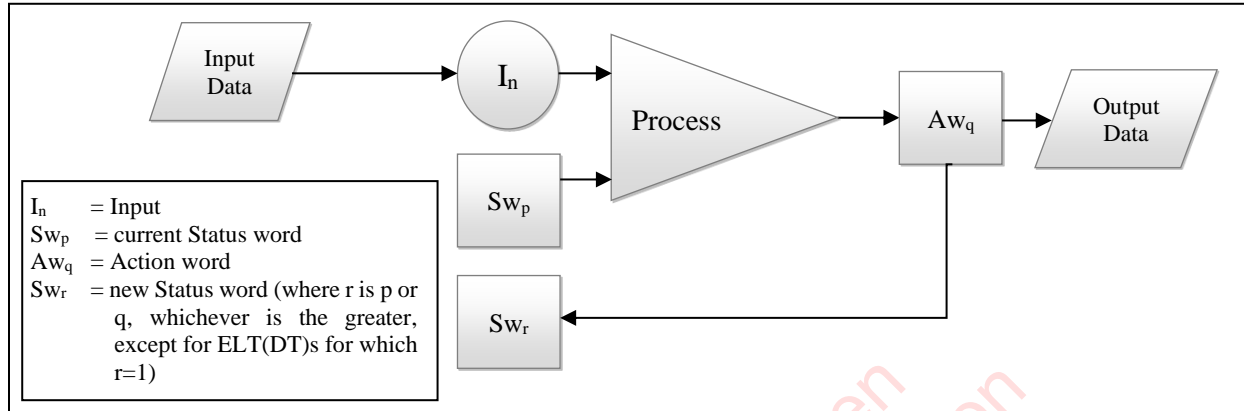 Input
Data
Iₙ
Process
Awq
Output
Data
Swₚ
Iₙ = Input
Swₚ = current Status word
Awq = Action word
Swᵣ = new Status word (where r is p or
q, whichever is the greater,
except for ELT(DT)s for which
r=1)
Swᵣ